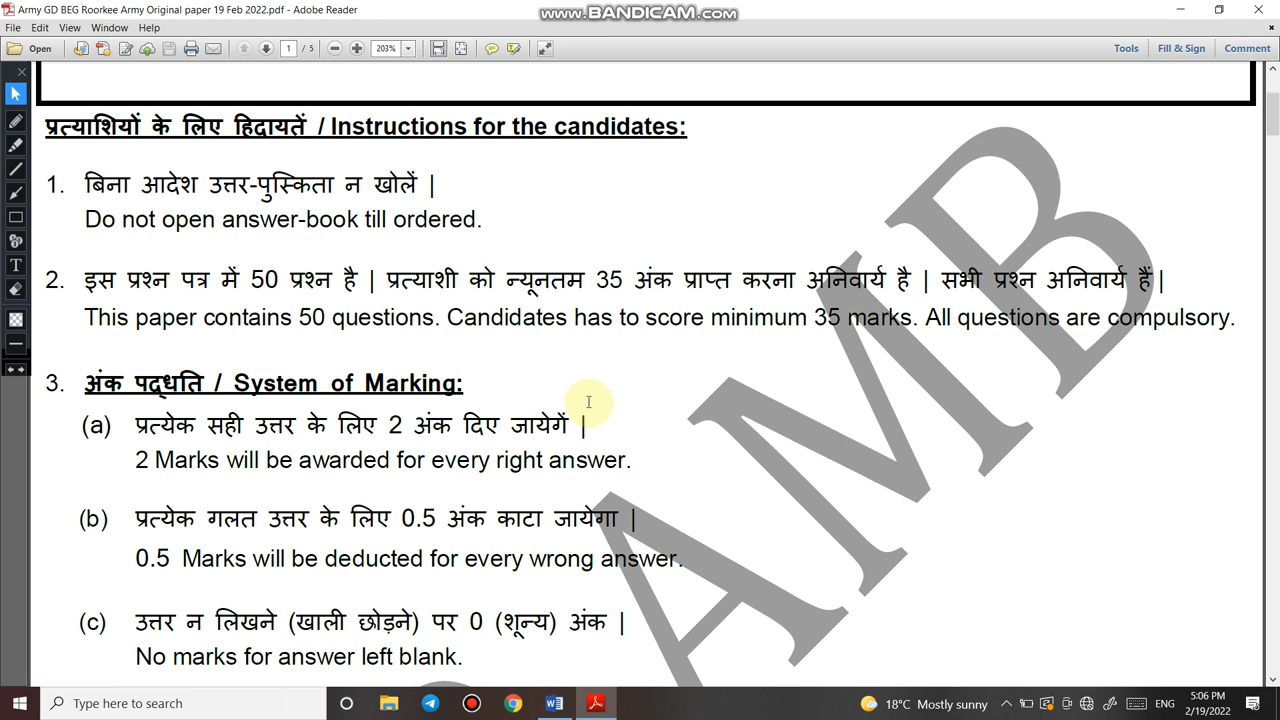 Army GD BEG Roorkee Army Original paper 19 Feb 2022.pdf - Adobe Reader
www.BANDICAM.com
File Edit View Window Help
Open 1 / 5 203% Tools Fill & Sign Comment
प्रत्याशियों के लिए हिदायतें / Instructions for the candidates:
1. बिना आदेश उत्तर-पुस्किता न खोलें |
Do not open answer-book till ordered.
2. इस प्रश्न पत्र में 50 प्रश्न है | प्रत्याशी को न्यूनतम 35 अंक प्राप्त करना अनिवार्य है | सभी प्रश्न अनिवार्य हैं|
This paper contains 50 questions. Candidates has to score minimum 35 marks. All questions are compulsory.
3. अंक पद्धति / System of Marking:
(a) प्रत्येक सही उत्तर के लिए 2 अंक दिए जायेगें |
2 Marks will be awarded for every right answer.
(b) प्रत्येक गलत उत्तर के लिए 0.5 अंक काटा जायेगा |
0.5 Marks will be deducted for every wrong answer.
(c) उत्तर न लिखने (खाली छोड़ने) पर 0 (शून्य) अंक |
No marks for answer left blank.
AMB
Type here to search
18°C Mostly sunny
ENG
5:06 PM
2/19/2022